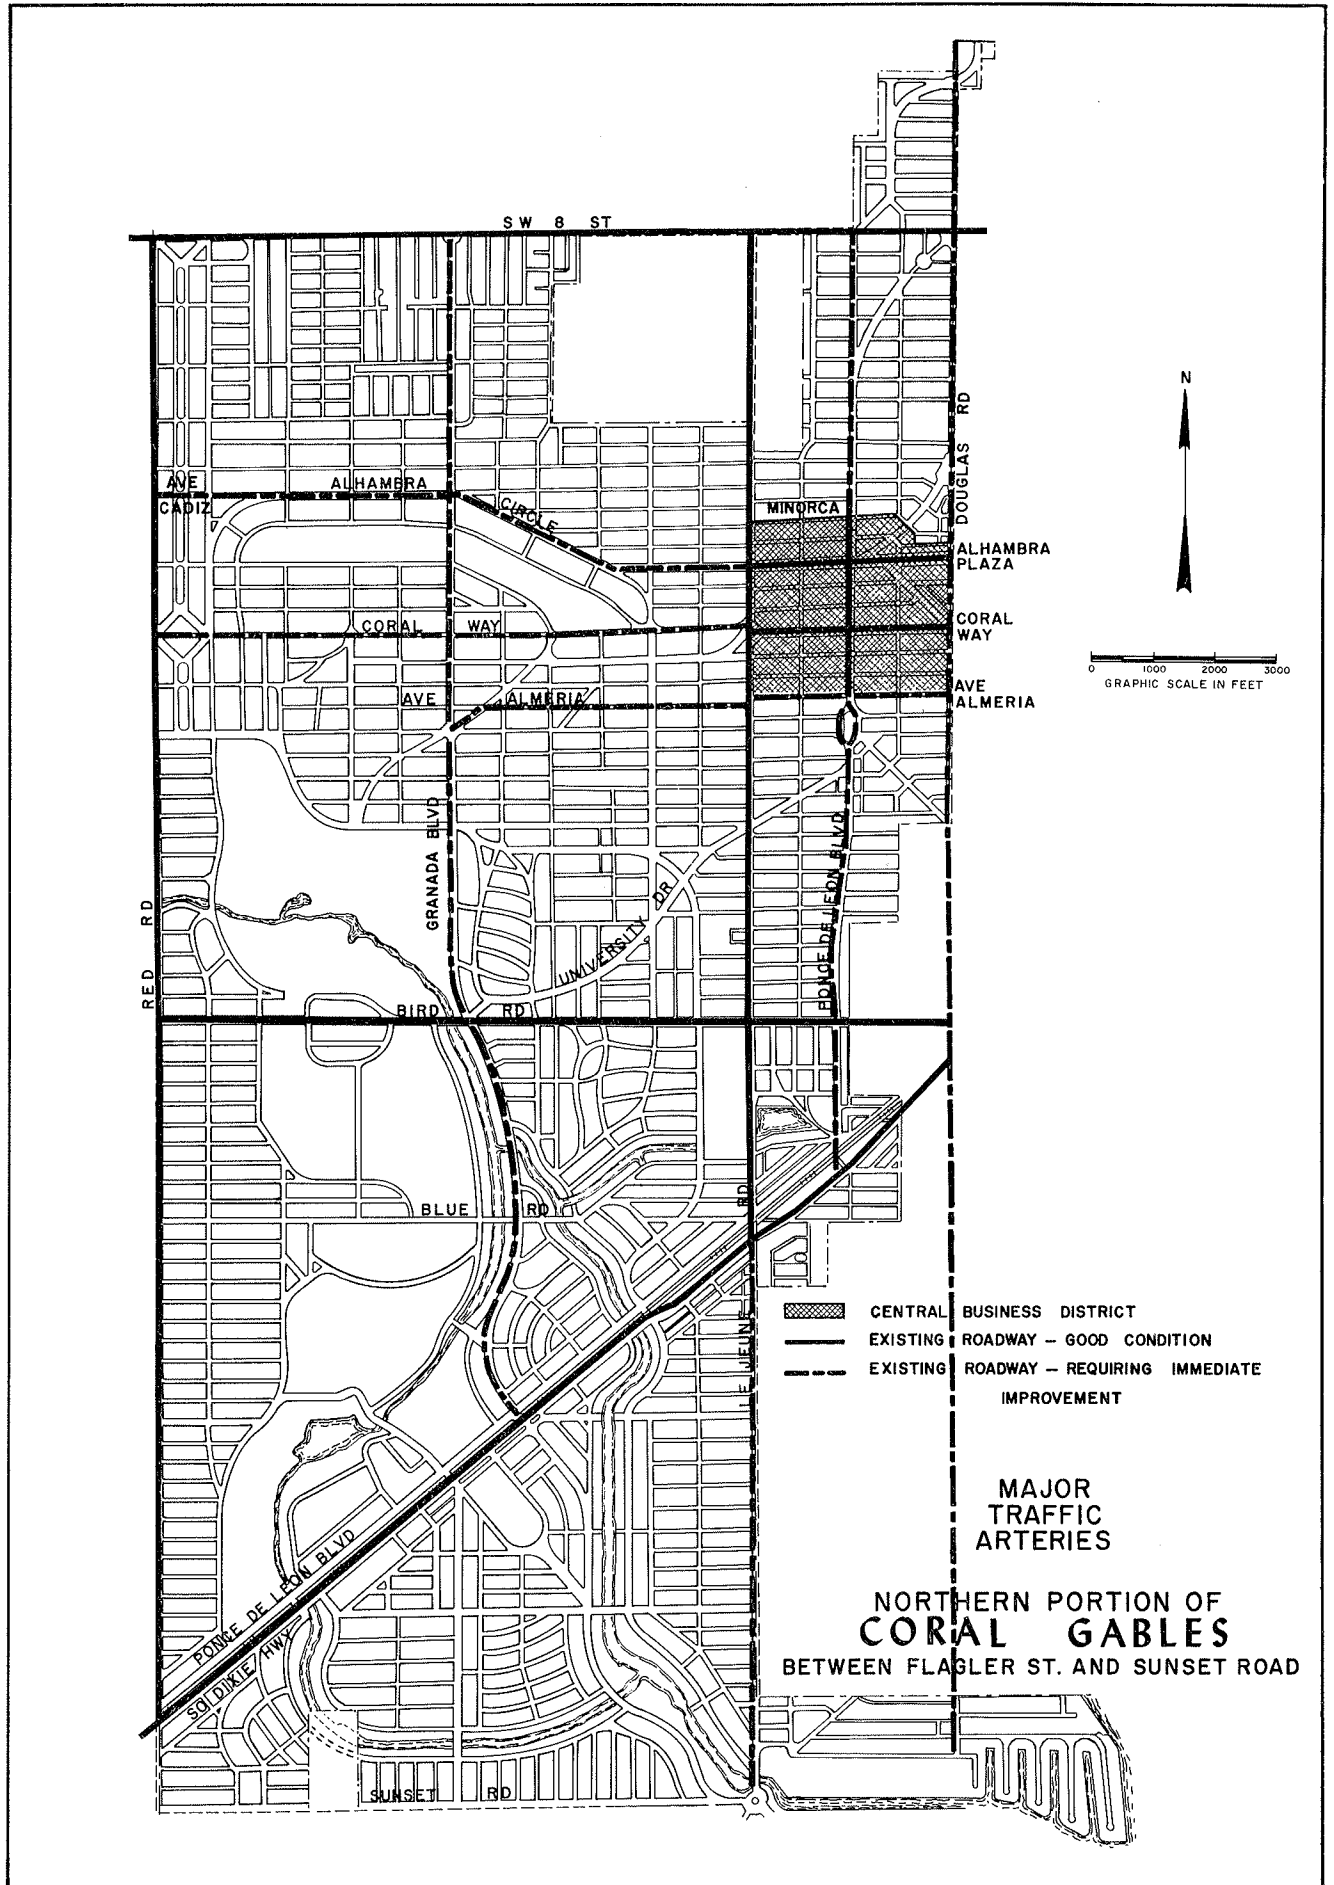 SW 8 ST
N
DOUGLAS RD
AVE
CADIZ
ALHAMBRA
CIRCLE
MINORCA
ALHAMBRA
PLAZA
CORAL WAY
CORAL
WAY
0 1000 2000 3000
GRAPHIC SCALE IN FEET
AVE ALMERIA
AVE
ALMERIA
GRANADA BLVD
PONCE DE LEON BLVD
RED RD
UNIVERSITY DR
BIRD RD
BLUE RD
LE JEUNE RD
CENTRAL BUSINESS DISTRICT
EXISTING ROADWAY – GOOD CONDITION
EXISTING ROADWAY – REQUIRING IMMEDIATE
IMPROVEMENT
MAJOR
TRAFFIC
ARTERIES
PONCE DE LEON BLVD
SO DIXIE HWY
NORTHERN PORTION OF
CORAL GABLES
BETWEEN FLAGLER ST. AND SUNSET ROAD
SUNSET RD